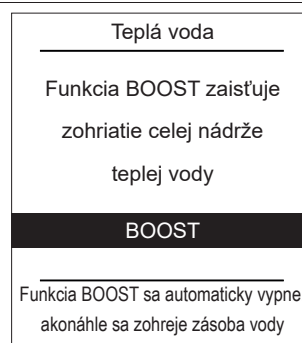 Teplá voda
Funkcia BOOST zaisťuje
zohriatie celej nádrže
teplej vody
BOOST
Funkcia BOOST sa automaticky vypne
akonáhle sa zohreje zásoba vody